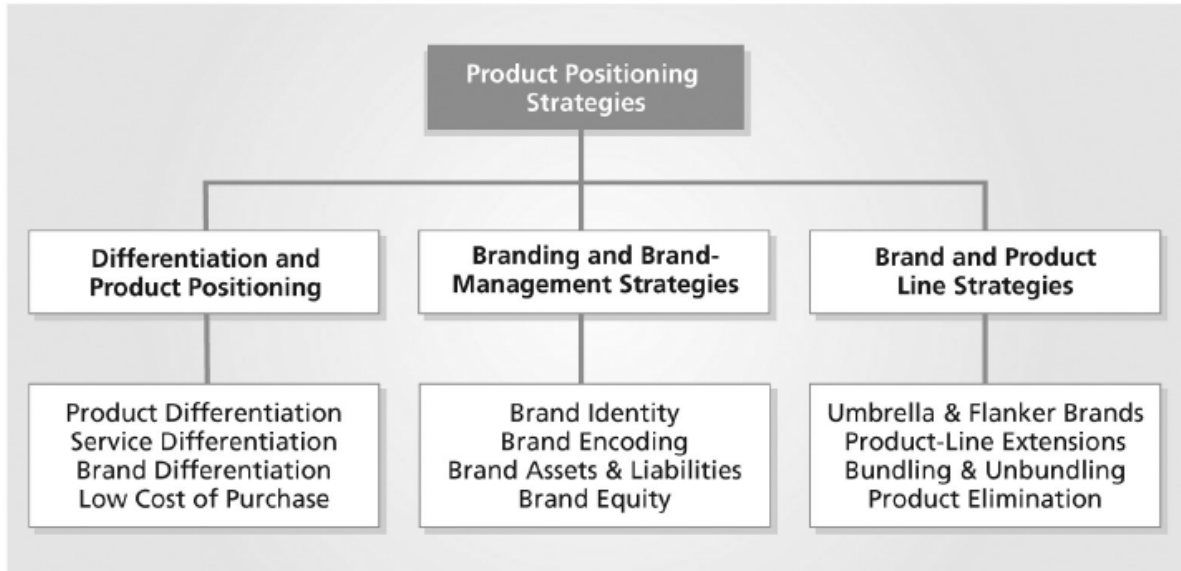 Product Positioning
Strategies
Differentiation and
Product Positioning
Branding and Brand-
Management Strategies
Brand and Product
Line Strategies
Product Differentiation
Service Differentiation
Brand Differentiation
Low Cost of Purchase
Brand Identity
Brand Encoding
Brand Assets & Liabilities
Brand Equity
Umbrella & Flanker Brands
Product-Line Extensions
Bundling & Unbundling
Product Elimination